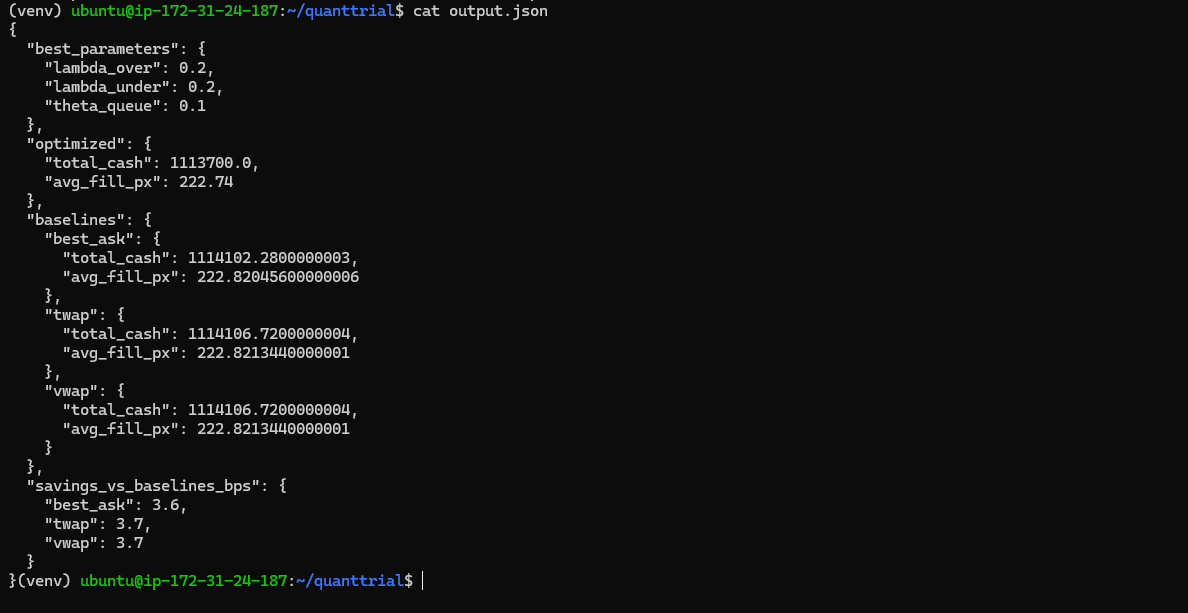 (venv) ubuntu@ip-172-31-24-187:~/quanttrial$ cat output.json
{
  "best_parameters": {
    "lambda_over": 0.2,
    "lambda_under": 0.2,
    "theta_queue": 0.1
  },
  "optimized": {
    "total_cash": 1113700.0,
    "avg_fill_px": 222.74
  },
  "baselines": {
    "best_ask": {
      "total_cash": 1114102.2800000003,
      "avg_fill_px": 222.82045600000006
    },
    "twap": {
      "total_cash": 1114106.7200000004,
      "avg_fill_px": 222.8213440000001
    },
    "vwap": {
      "total_cash": 1114106.7200000004,
      "avg_fill_px": 222.8213440000001
    }
  },
  "savings_vs_baselines_bps": {
    "best_ask": 3.6,
    "twap": 3.7,
    "vwap": 3.7
  }
}(venv) ubuntu@ip-172-31-24-187:~/quanttrial$